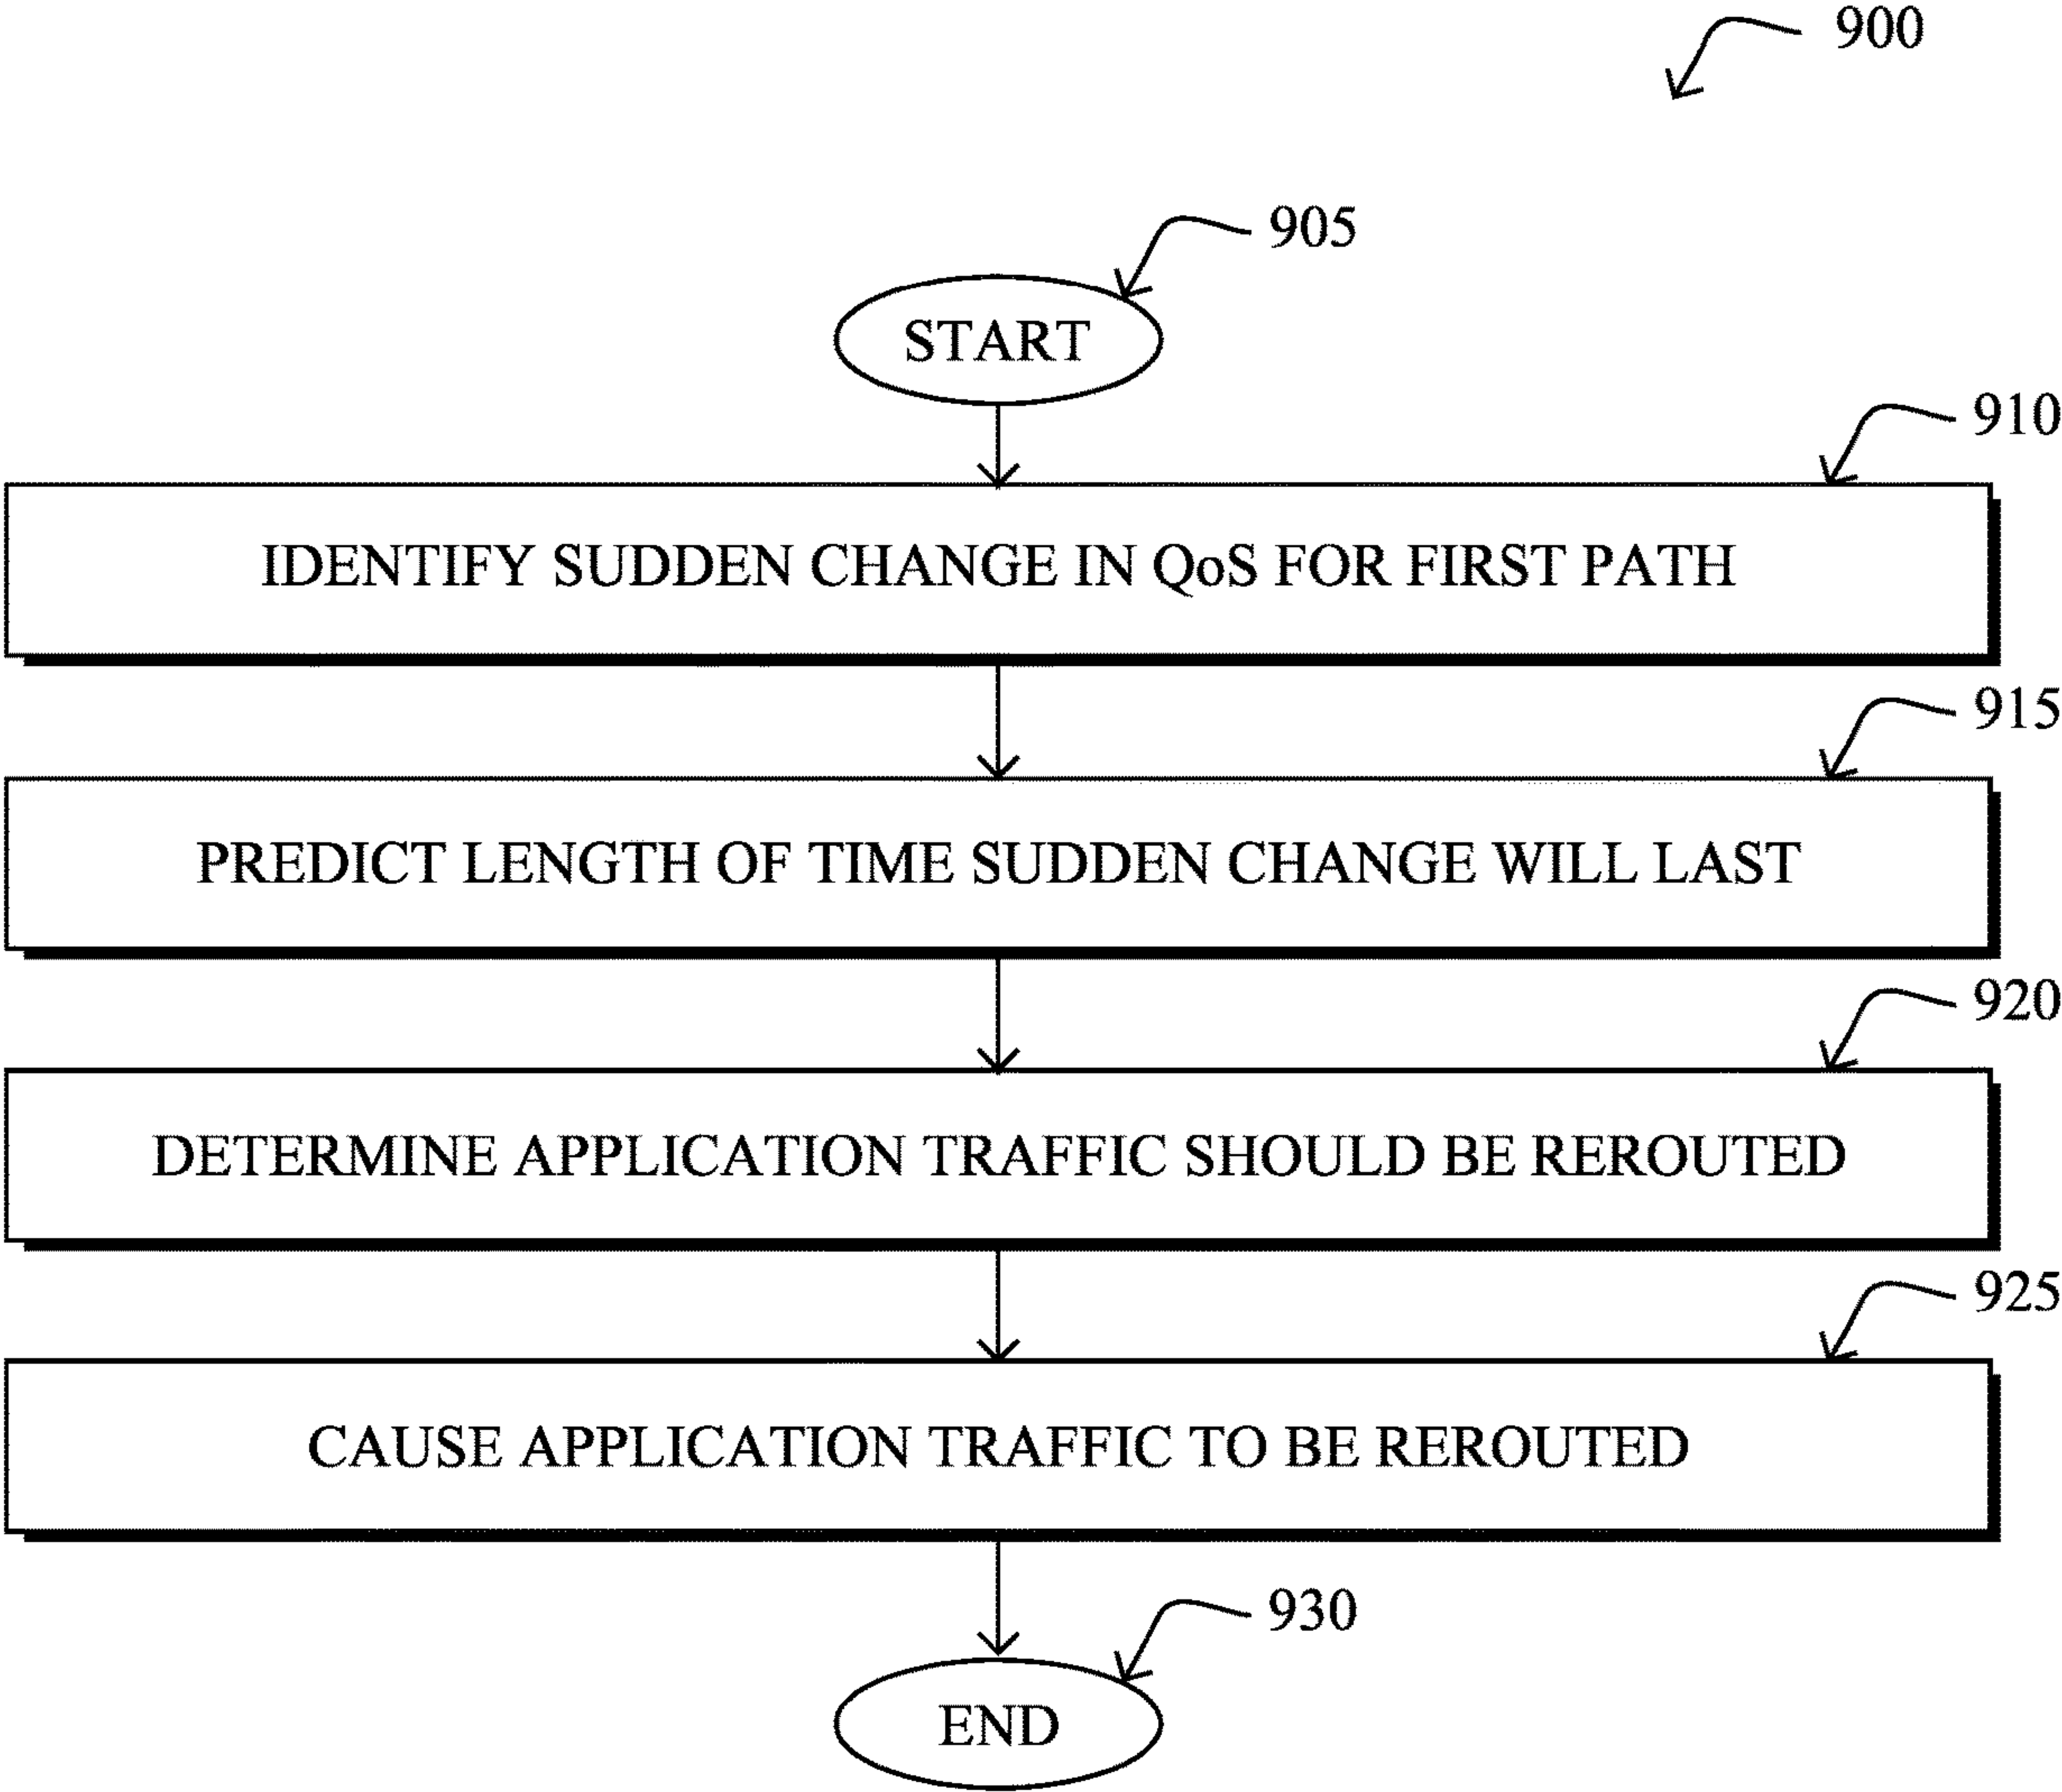 900
905
START
910
IDENTIFY SUDDEN CHANGE IN QoS FOR FIRST PATH
915
PREDICT LENGTH OF TIME SUDDEN CHANGE WILL LAST
920
DETERMINE APPLICATION TRAFFIC SHOULD BE REROUTED
925
CAUSE APPLICATION TRAFFIC TO BE REROUTED
930
END